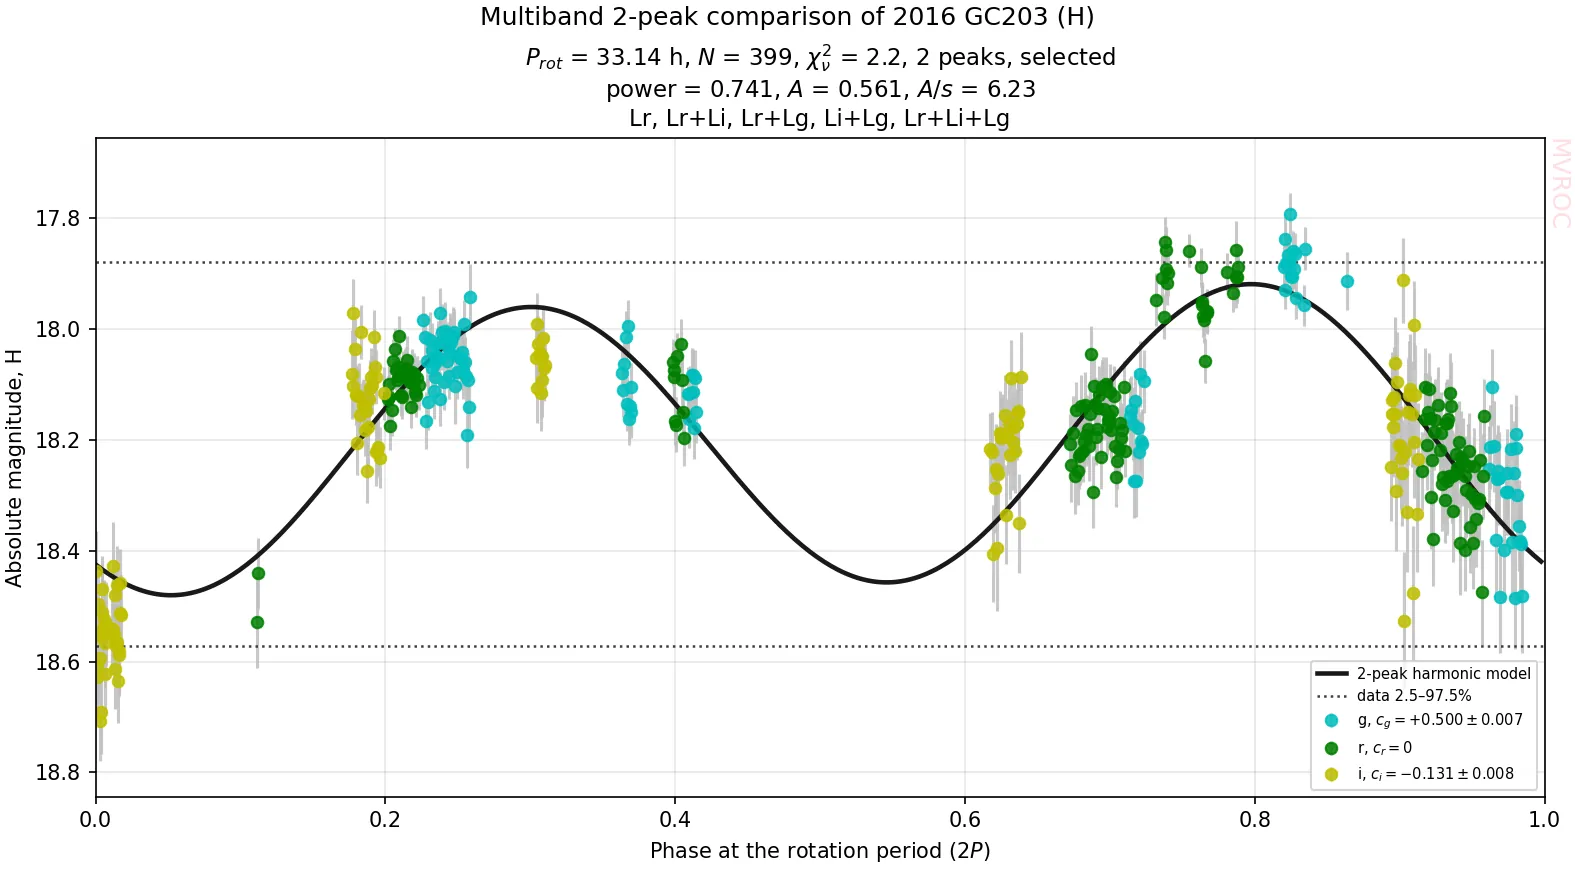 Multiband 2-peak comparison of 2016 GC203 (H)
P_rot = 33.14 h, N = 399, χ²_ν = 2.2, 2 peaks, selected
power = 0.741, A = 0.561, A/s = 6.23
Lr, Lr+Li, Lr+Lg, Li+Lg, Lr+Li+Lg
MVROC
Absolute magnitude, H
17.8
18.0
18.2
18.4
18.6
18.8
2-peak harmonic model
data 2.5–97.5%
g, c_g = +0.500 ± 0.007
r, c_r = 0
i, c_i = −0.131 ± 0.008
0.0 0.2 0.4 0.6 0.8 1.0
Phase at the rotation period (2P)